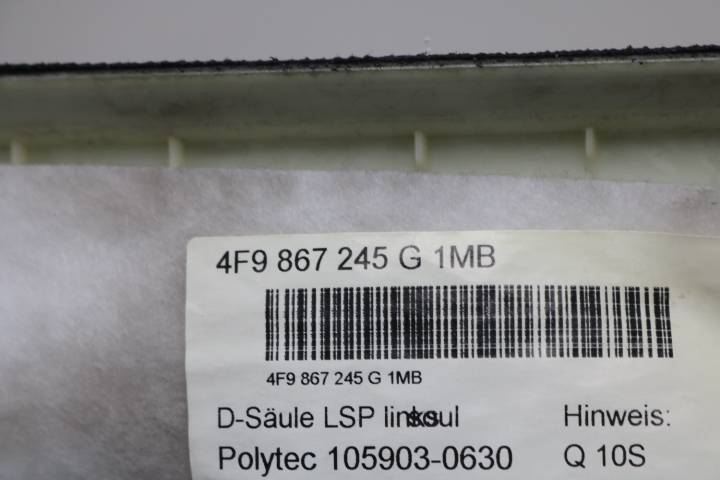 4F9 867 245 G 1MB
4F9 867 245 G 1MB
D-Säule LSP Hinweis:
Polytec 105903-0630 Q 10S